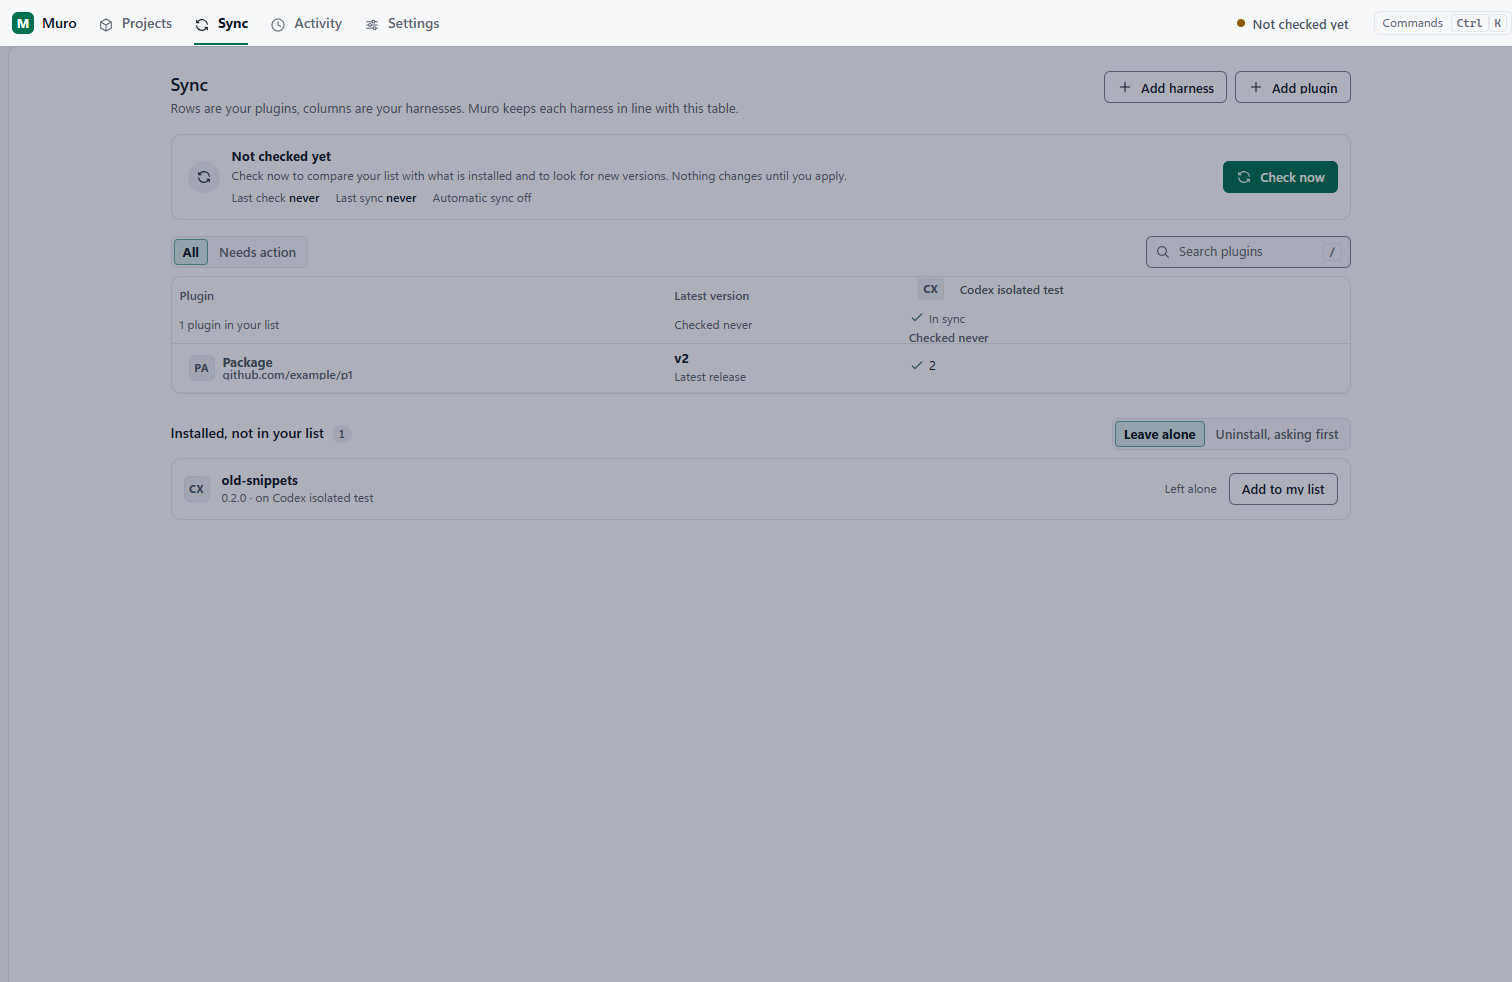 M Muro Projects Sync Activity Settings Not checked yet Commands Ctrl K
Sync
Rows are your plugins, columns are your harnesses. Muro keeps each harness in line with this table.
+ Add harness + Add plugin
Not checked yet
Check now to compare your list with what is installed and to look for new versions. Nothing changes until you apply.
Last check never Last sync never Automatic sync off
Check now
All Needs action
Search plugins /
Plugin Latest version CX Codex isolated test
1 plugin in your list Checked never In sync
Checked never
PA Package v2 2
github.com/example/p1 Latest release
Installed, not in your list 1 Leave alone Uninstall, asking first
CX old-snippets
0.2.0 · on Codex isolated test
Left alone Add to my list